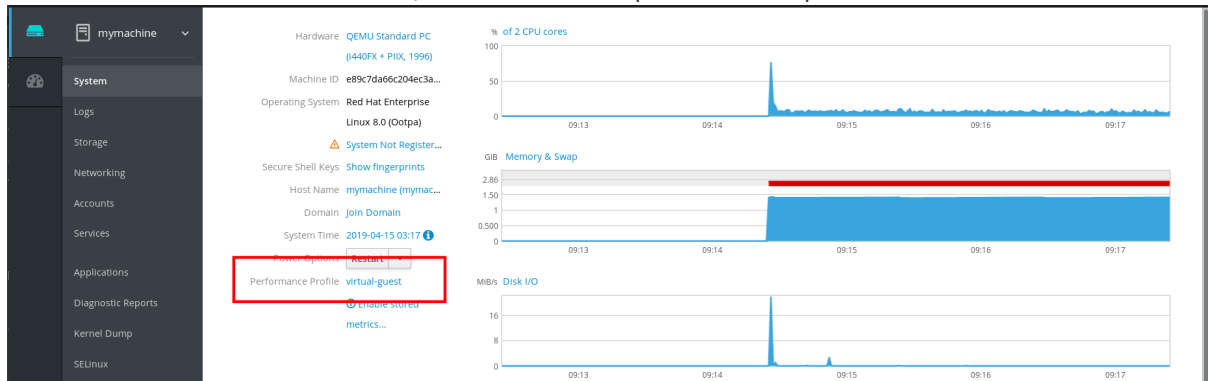 mymachine
System
Logs
Storage
Networking
Accounts
Services
Applications
Diagnostic Reports
Kernel Dump
SELinux
Hardware QEMU Standard PC
(I440FX + PIIX, 1996)
Machine ID e89c7da66c204ec3a...
Operating System Red Hat Enterprise
Linux 8.0 (Ootpa)
System Not Register...
Secure Shell Keys Show fingerprints
Host Name mymachine (mymac...
Domain Join Domain
System Time 2019-04-15 03:17
Power Options Restart
Performance Profile virtual-guest
Enable stored
metrics...
% of 2 CPU cores
100
50
0
09:13 09:14 09:15 09:16 09:17
GiB Memory & Swap
2.86
1.50
1
0.500
0
09:13 09:14 09:15 09:16 09:17
MiB/s Disk I/O
16
8
0
09:13 09:14 09:15 09:16 09:17